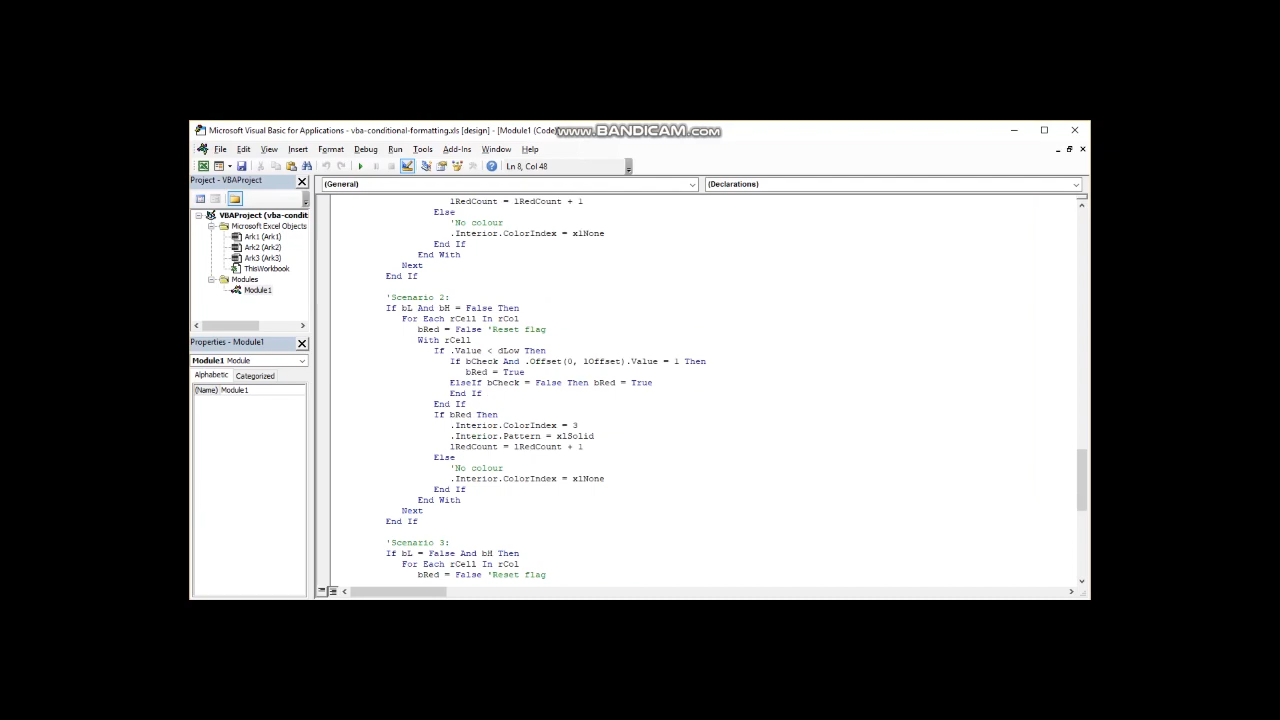 Microsoft Visual Basic for Applications - vba-conditional-formatting.xls [design] - [Module1 (Code)
www.BANDICAM.com
File Edit View Insert Format Debug Run Tools Add-Ins Window Help
Ln 8, Col 48
Project - VBAProject
(General)
(Declarations)
VBAProject (vba-condit
Microsoft Excel Objects
Ark1 (Ark1)
Ark2 (Ark2)
Ark3 (Ark3)
ThisWorkbook
Modules
Module1
Properties - Module1
Module1 Module
Alphabetic Categorized
(Name) Module1
lRedCount = lRedCount + 1
Else
'No colour
.Interior.ColorIndex = xlNone
End If
End With
Next
End If
'Scenario 2:
If bL And bH = False Then
For Each rCell In rCol
bRed = False 'Reset flag
With rCell
If .Value < dLow Then
If bCheck And .Offset(0, lOffset).Value = 1 Then
bRed = True
ElseIf bCheck = False Then bRed = True
End If
End If
If bRed Then
.Interior.ColorIndex = 3
.Interior.Pattern = xlSolid
lRedCount = lRedCount + 1
Else
'No colour
.Interior.ColorIndex = xlNone
End If
End With
Next
End If
'Scenario 3:
If bL = False And bH Then
For Each rCell In rCol
bRed = False 'Reset flag